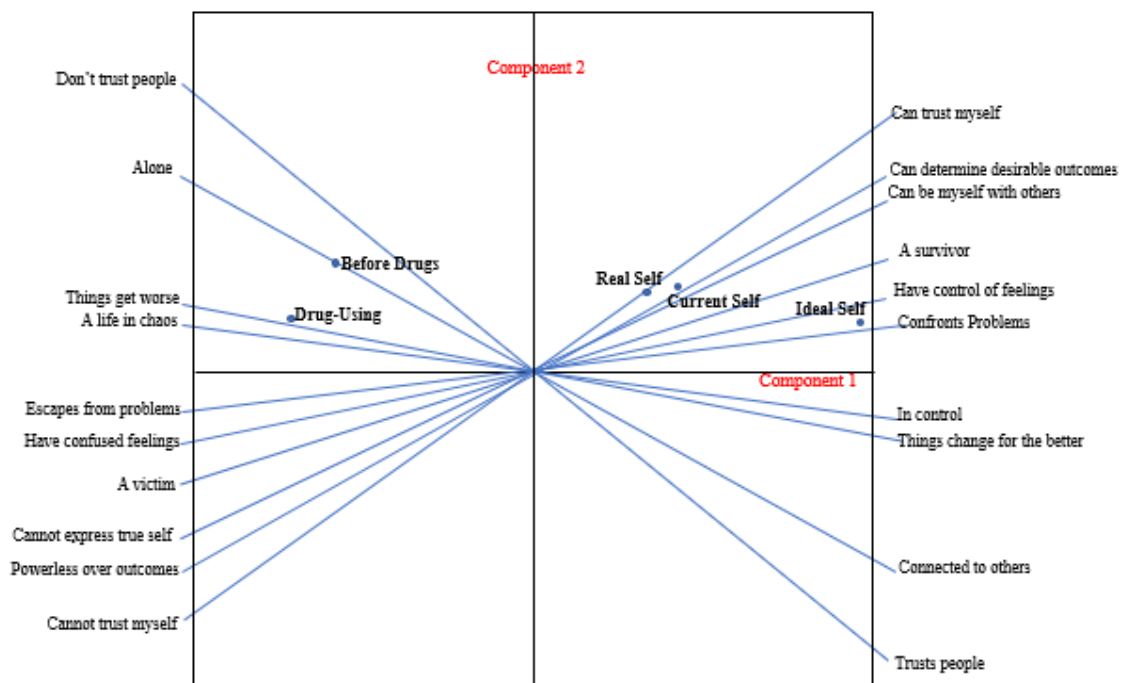 Component 2
Don't trust people
Can trust myself
Alone
Can determine desirable outcomes
Can be myself with others
A survivor
Before Drugs
Real Self
Have control of feelings
Things get worse
Current Self
Ideal Self
Drug-Using
A life in chaos
Confronts Problems
Component 1
Escapes from problems
In control
Have confused feelings
Things change for the better
A victim
Cannot express true self
Powerless over outcomes
Connected to others
Cannot trust myself
Trusts people